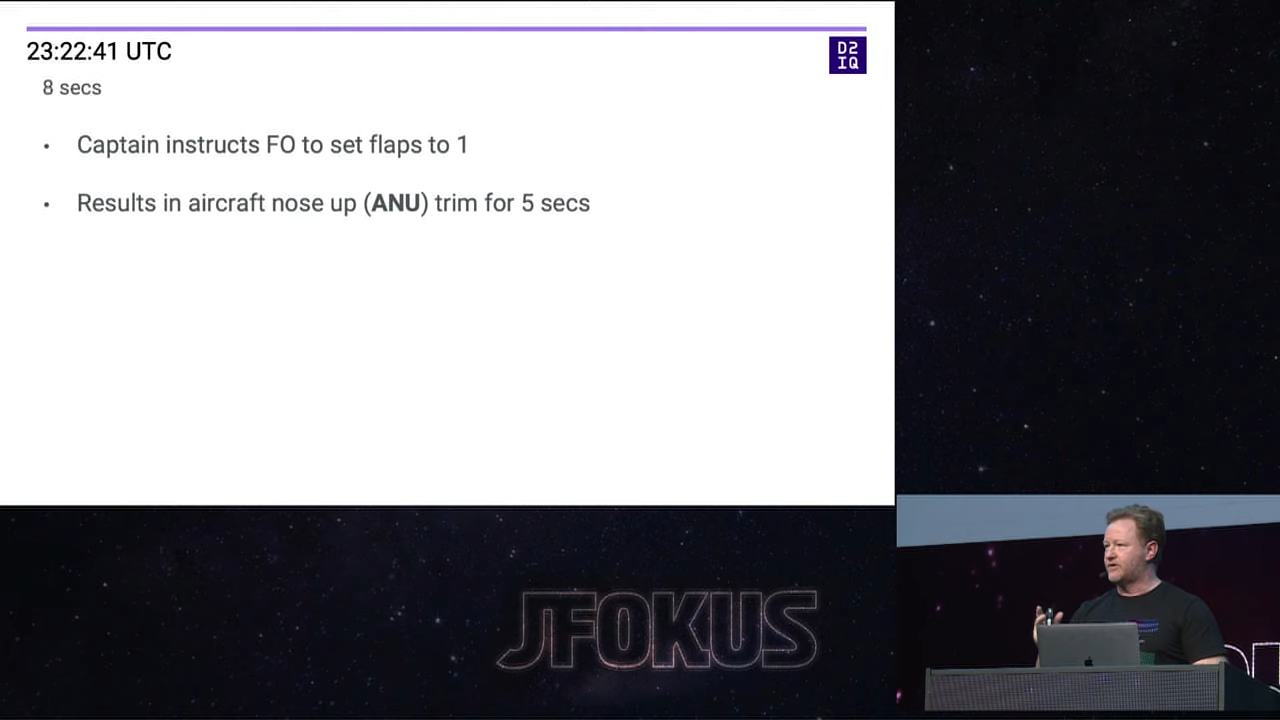 23:22:41 UTC
D2
IQ
8 secs
• Captain instructs FO to set flaps to 1
• Results in aircraft nose up (ANU) trim for 5 secs
JFOKUS